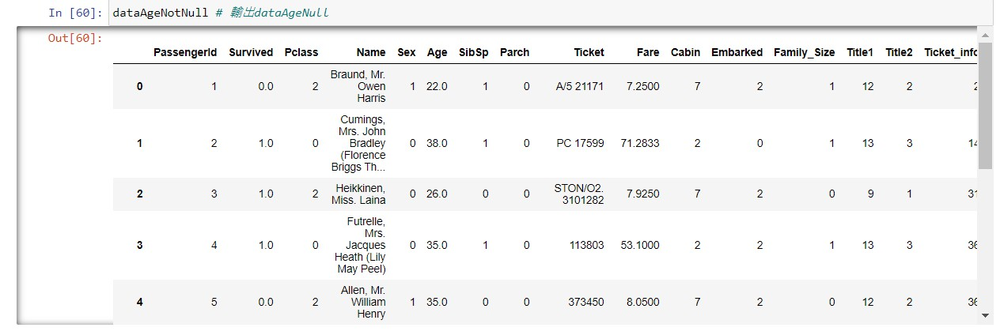 In [60]: dataAgeNotNull # 輸出dataAgeNull
Out[60]:
PassengerId Survived Pclass Name Sex Age SibSp Parch Ticket Fare Cabin Embarked Family_Size Title1 Title2 Ticket_info
0 1 0.0 2 Braund, Mr. Owen Harris 1 22.0 1 0 A/5 21171 7.2500 7 2 1 12 2 2
1 2 1.0 0 Cumings, Mrs. John Bradley (Florence Briggs Th... 0 38.0 1 0 PC 17599 71.2833 2 0 1 13 3 14
2 3 1.0 2 Heikkinen, Miss. Laina 0 26.0 0 0 STON/O2. 3101282 7.9250 7 2 0 9 1 31
3 4 1.0 0 Futrelle, Mrs. Jacques Heath (Lily May Peel) 0 35.0 1 0 113803 53.1000 2 2 1 13 3 36
4 5 0.0 2 Allen, Mr. William Henry 1 35.0 0 0 373450 8.0500 7 2 0 12 2 36